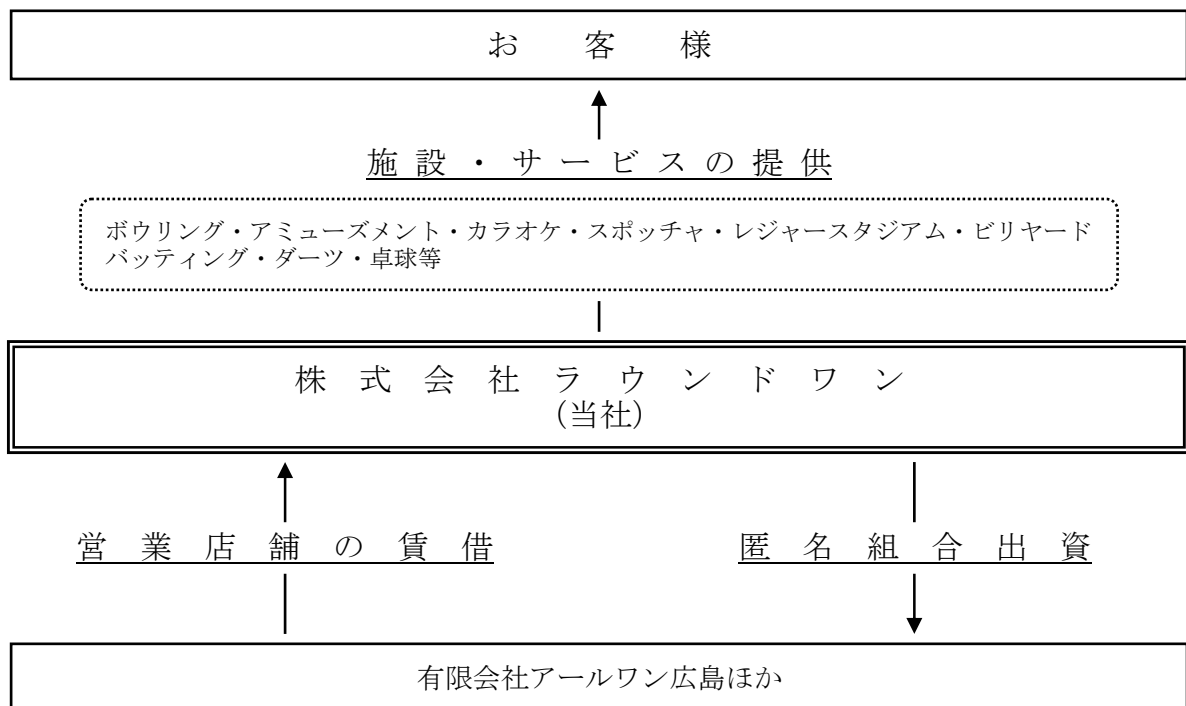 お客様
施設・サービスの提供
ボウリング・アミューズメント・カラオケ・スポッチャ・レジャースタジアム・ビリヤード
バッティング・ダーツ・卓球等
株式会社ラウンドワン
(当社)
営業店舗の賃借
匿名組合出資
有限会社アールワン広島ほか